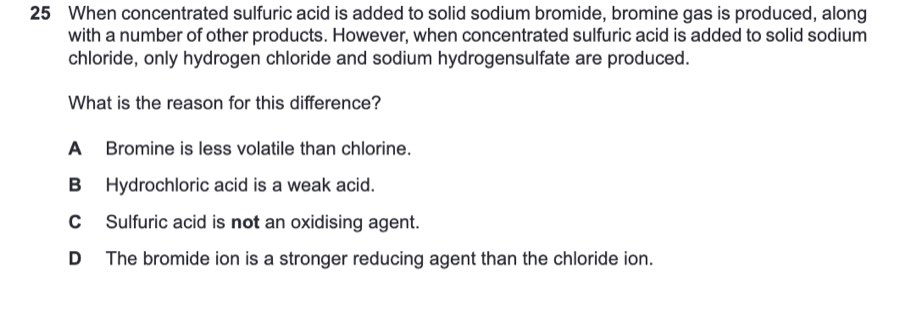 25 When concentrated sulfuric acid is added to solid sodium bromide, bromine gas is produced, along
with a number of other products. However, when concentrated sulfuric acid is added to solid sodium
chloride, only hydrogen chloride and sodium hydrogensulfate are produced.
What is the reason for this difference?
A Bromine is less volatile than chlorine.
B Hydrochloric acid is a weak acid.
C Sulfuric acid is not an oxidising agent.
D The bromide ion is a stronger reducing agent than the chloride ion.